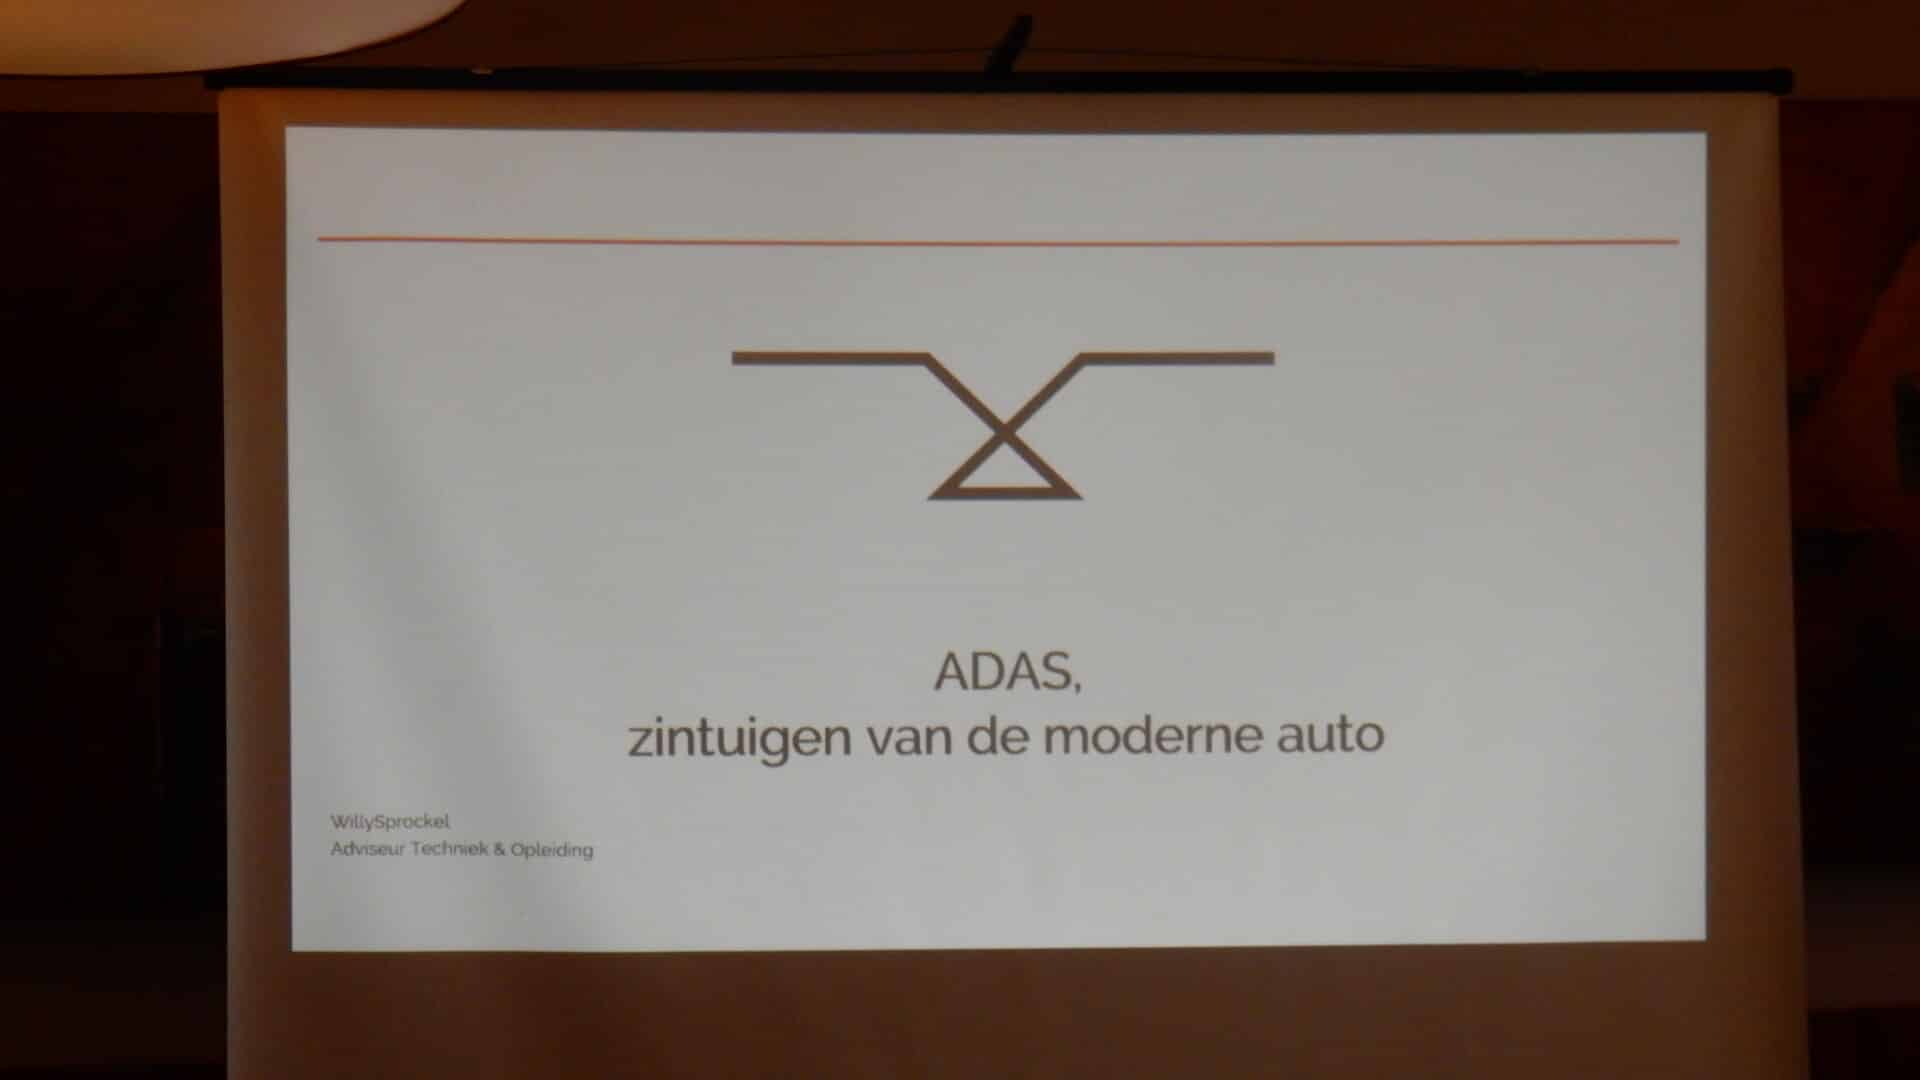 ADAS,
zintuigen van de moderne auto
WillySprockel
Adviseur Techniek & Opleiding